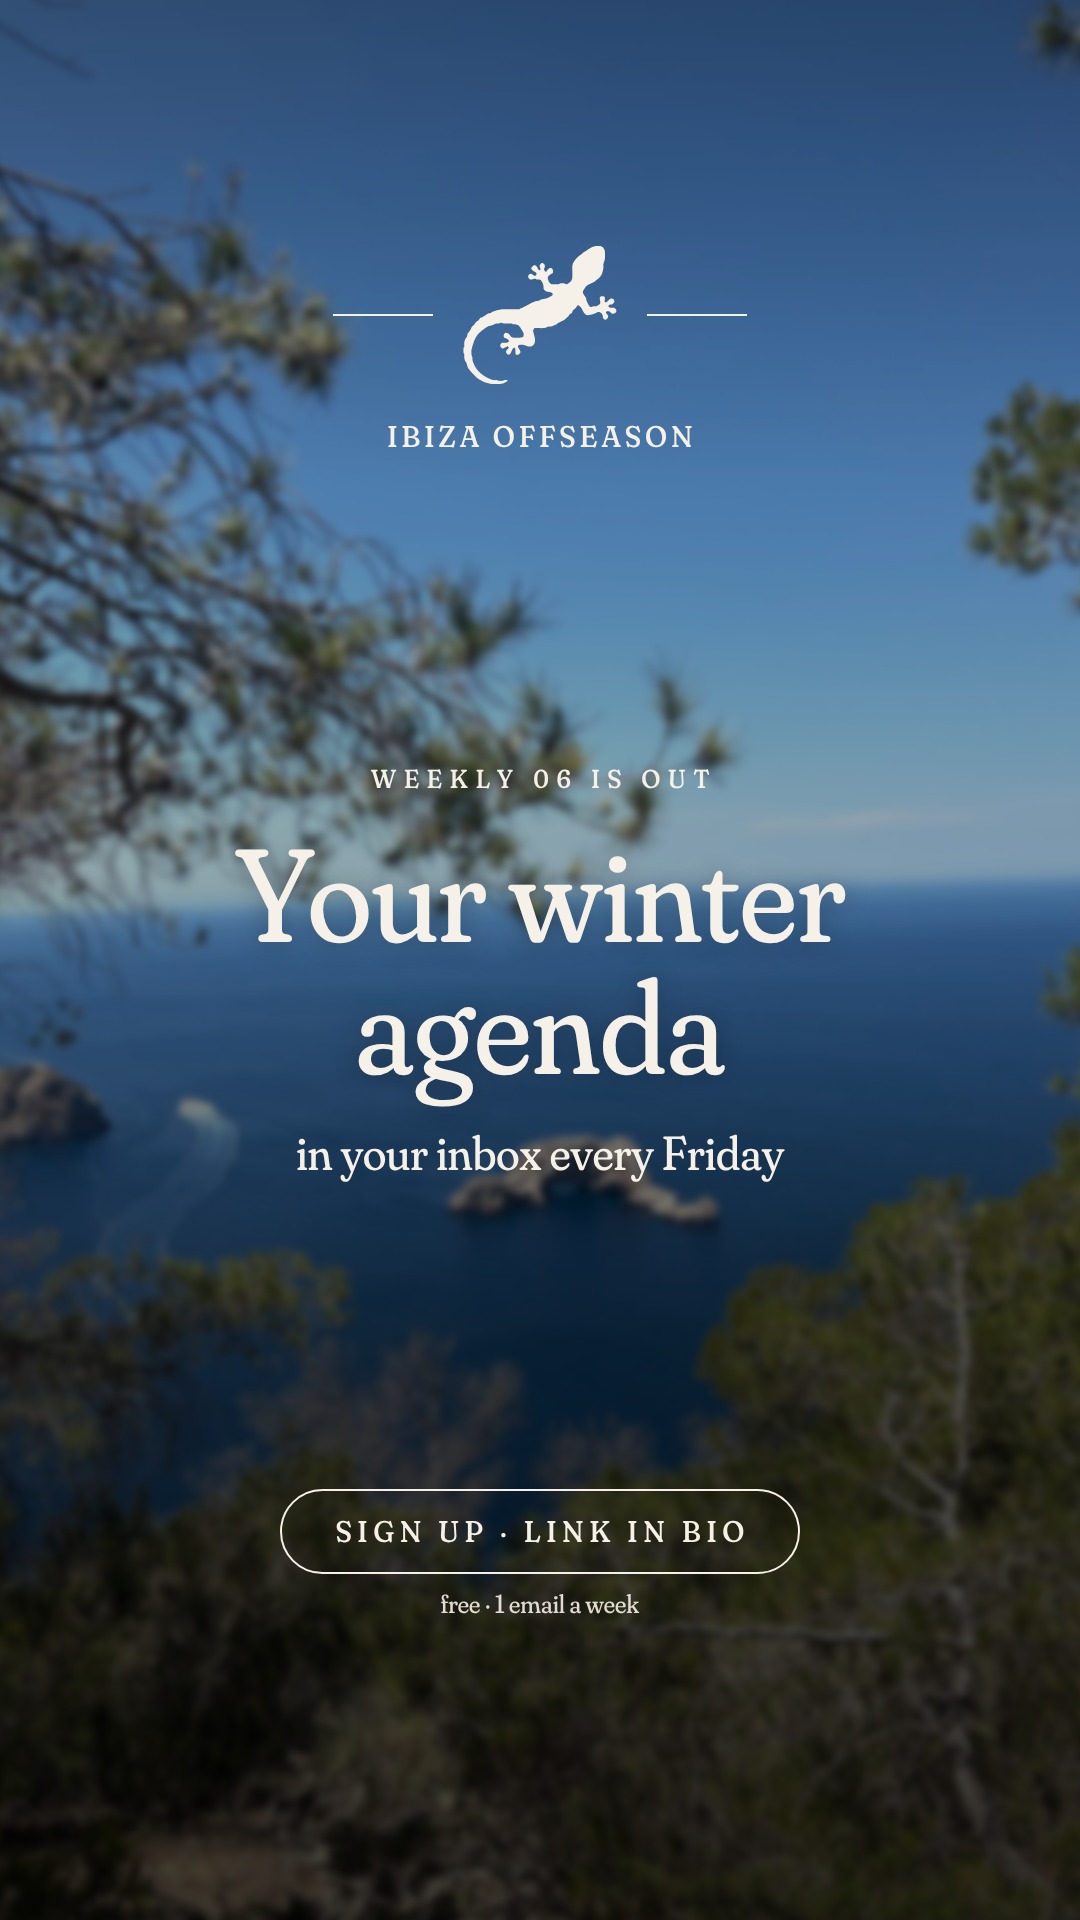 IBIZA OFFSEASON
WEEKLY 06 IS OUT
Your winter
agenda
in your inbox every Friday
SIGN UP · LINK IN BIO
free · 1 email a week